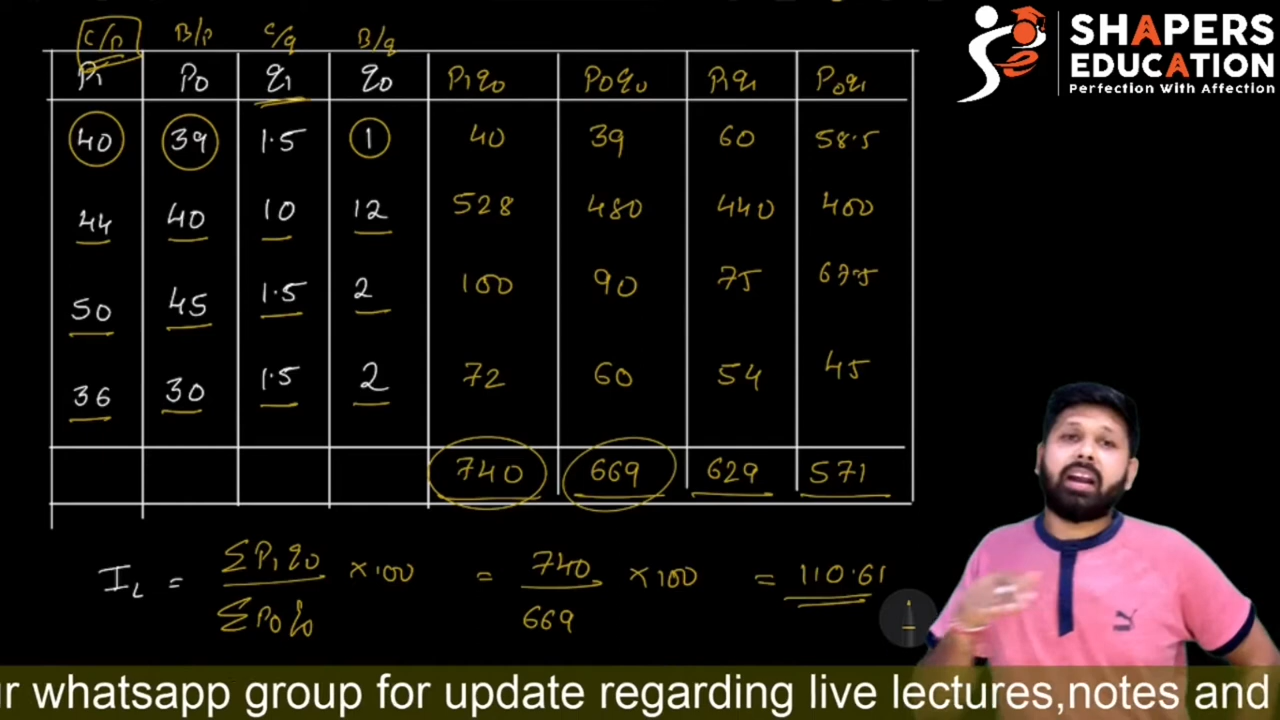 SHAPERS
EDUCATION
Perfection With Affection
C/p B/p C/q B/q
P1 P0 q1 q0 P1q0 P0q0 P1q1 P0q1
40 39 1.5 1 40 39 60 58.5
44 40 10 12 528 480 440 400
50 45 1.5 2 100 90 75 67.5
36 30 1.5 2 72 60 54 45
740 669 629 571
IL = ΣP1q0 / ΣP0q0 × 100 = 740 / 669 × 100 = 110.61
ur whatsapp group for update regarding live lectures,notes and